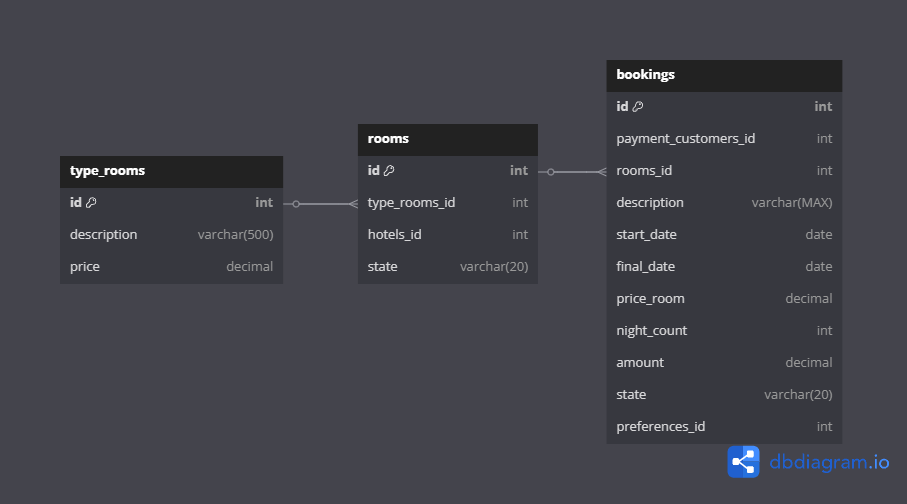 type_rooms
id int
description varchar(500)
price decimal
rooms
id int
type_rooms_id int
hotels_id int
state varchar(20)
bookings
id int
payment_customers_id int
rooms_id int
description varchar(MAX)
start_date date
final_date date
price_room decimal
night_count int
amount decimal
state varchar(20)
preferences_id int
dbdiagram.io